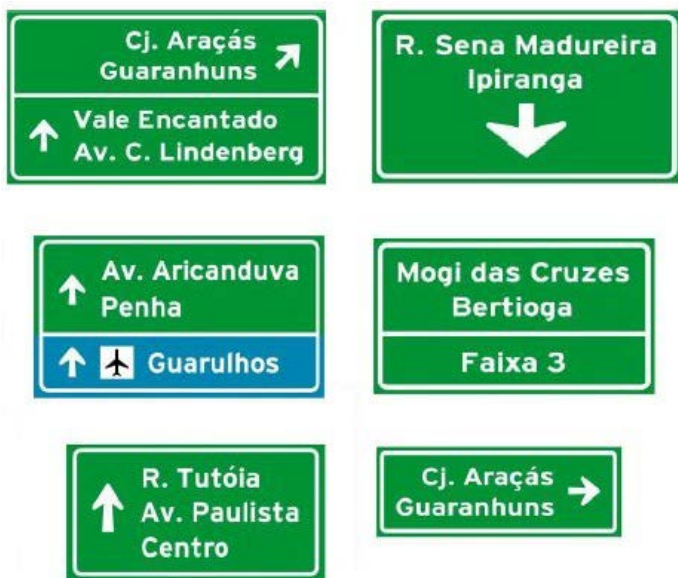 Cj. Araçás
Guaranhuns
Vale Encantado
Av. C. Lindenberg
R. Sena Madureira
Ipiranga
Av. Aricanduva
Penha
Guarulhos
Mogi das Cruzes
Bertioga
Faixa 3
R. Tutóia
Av. Paulista
Centro
Cj. Araçás
Guaranhuns